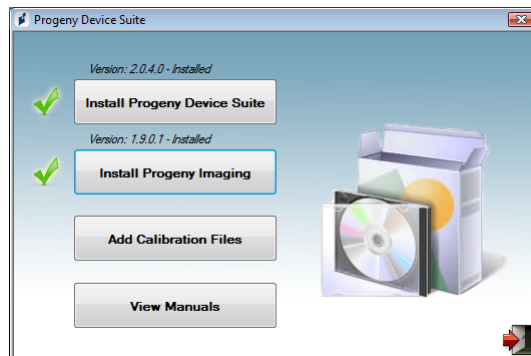 Progeny Device Suite
Version: 2.0.4.0 - Installed
Install Progeny Device Suite
Version: 1.9.0.1 - Installed
Install Progeny Imaging
Add Calibration Files
View Manuals